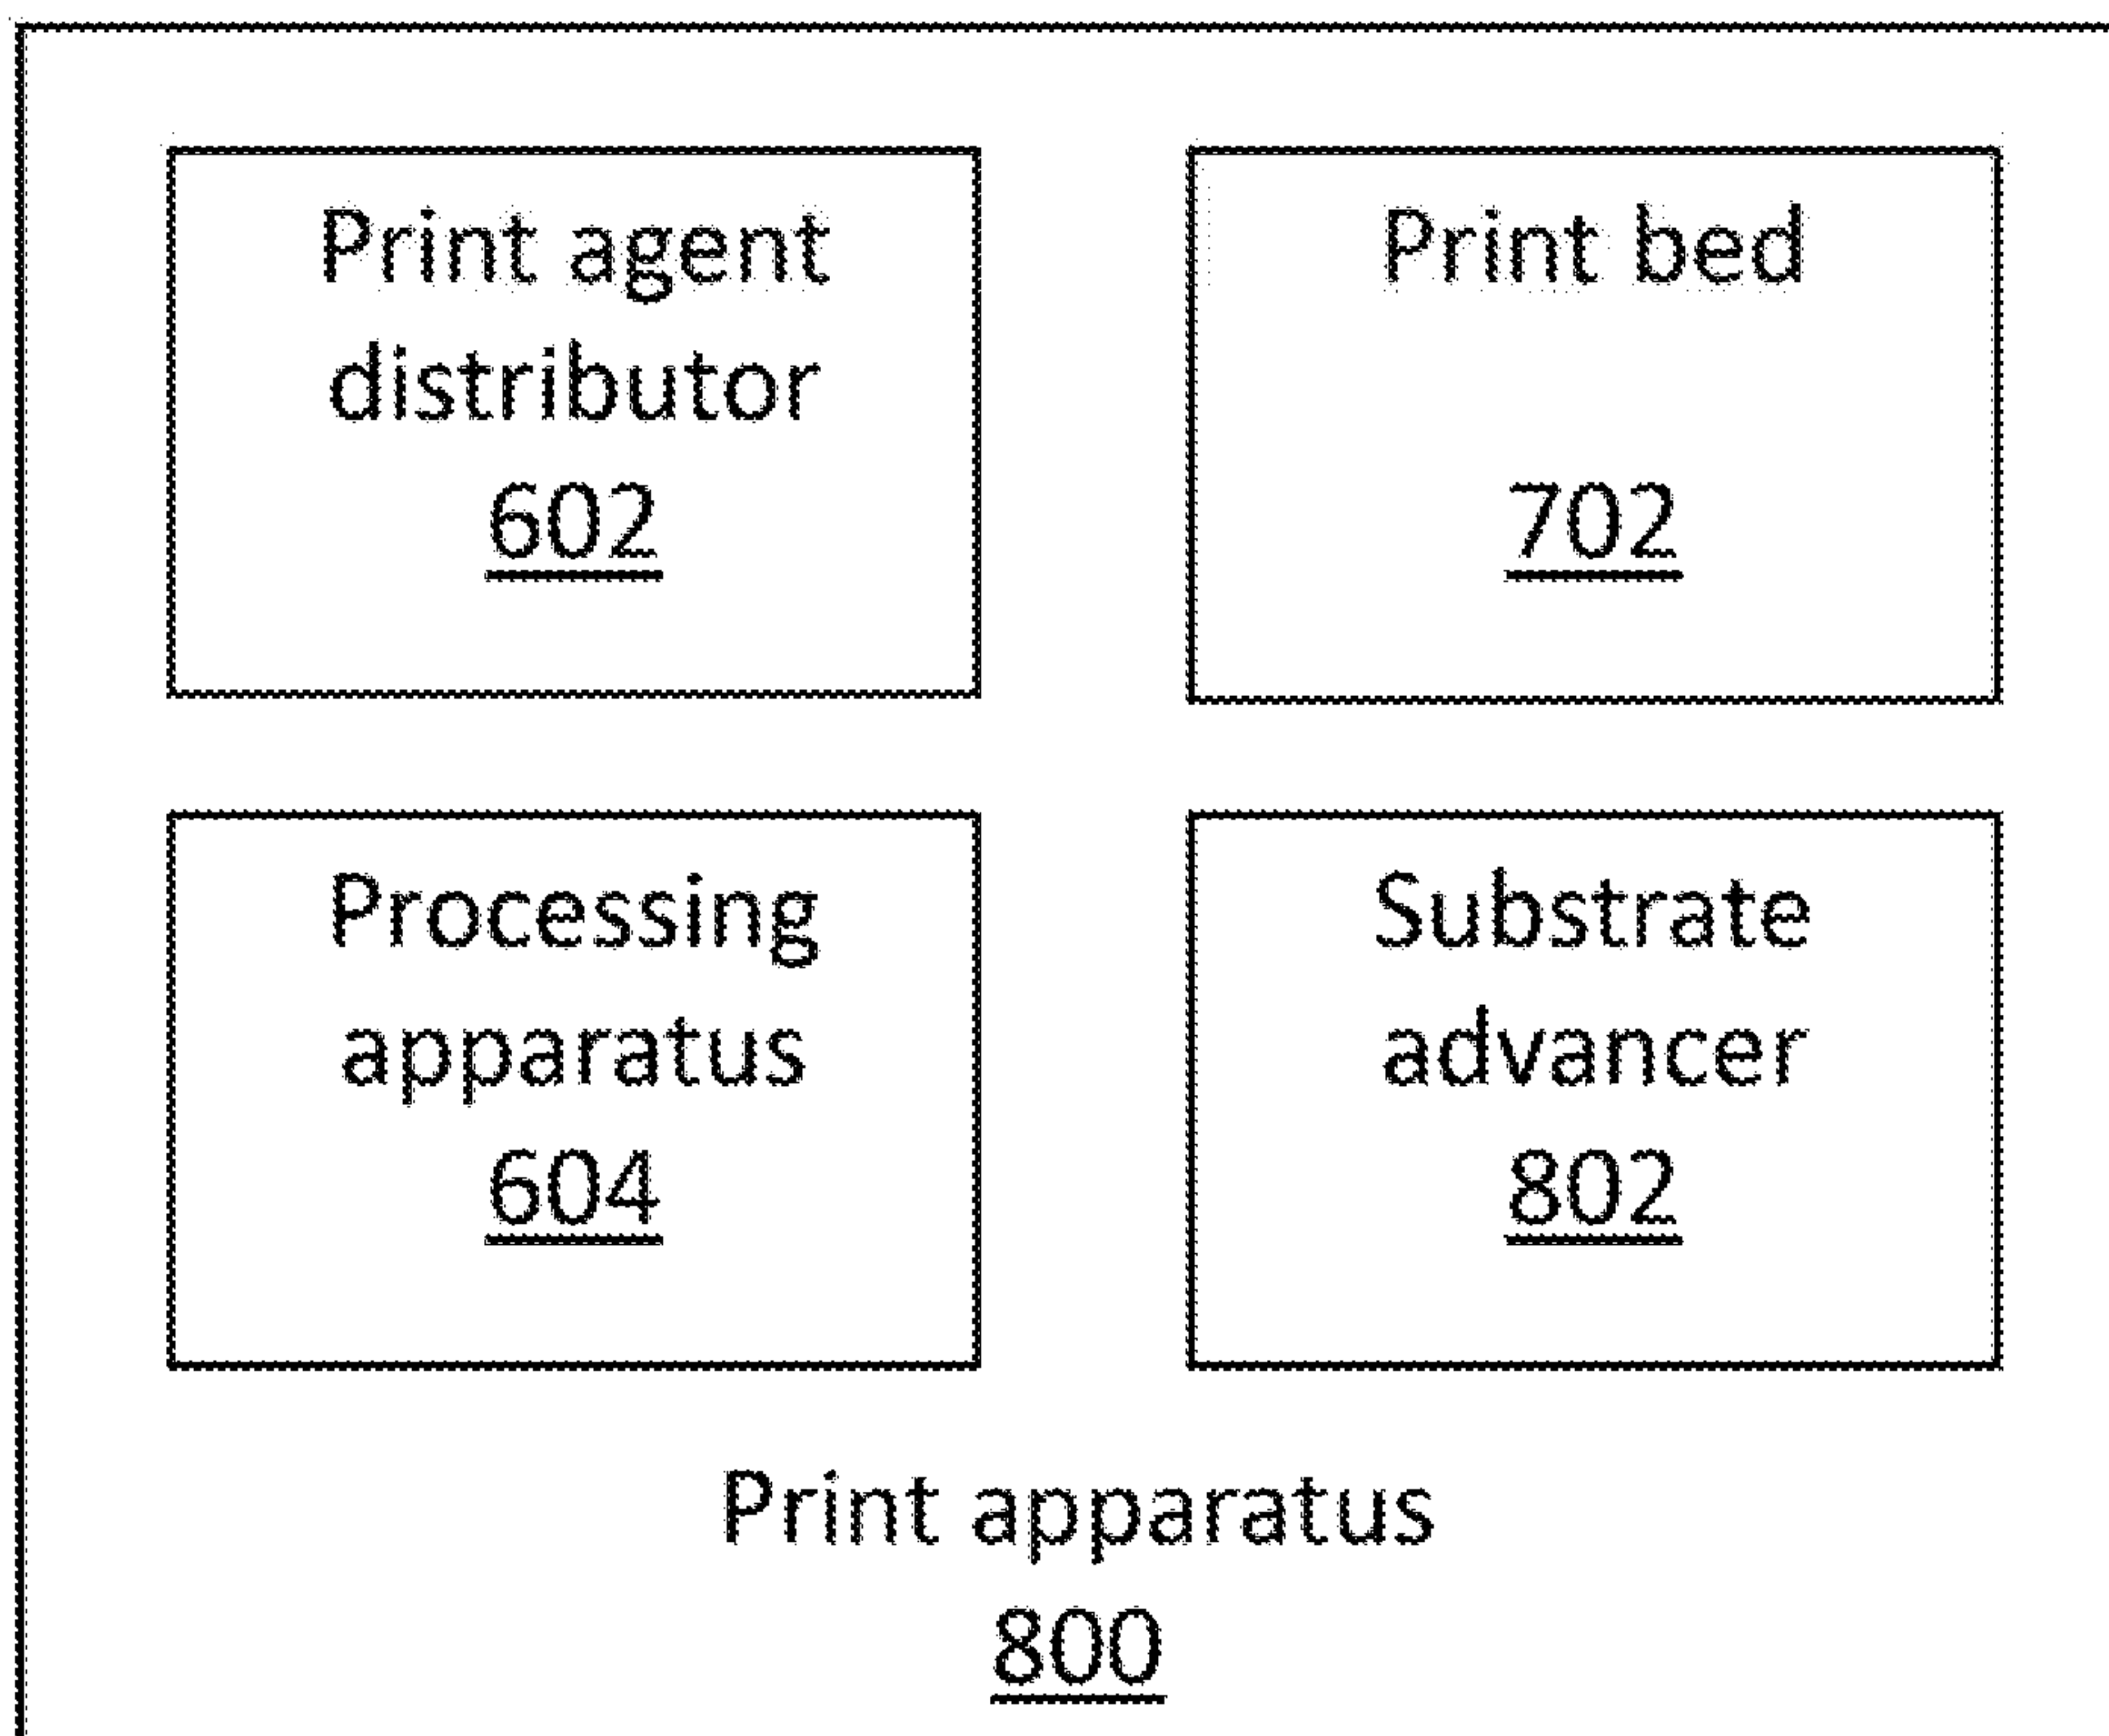 Print agent
distributor
602
Print bed
702
Processing
apparatus
604
Substrate
advancer
802
Print apparatus
800